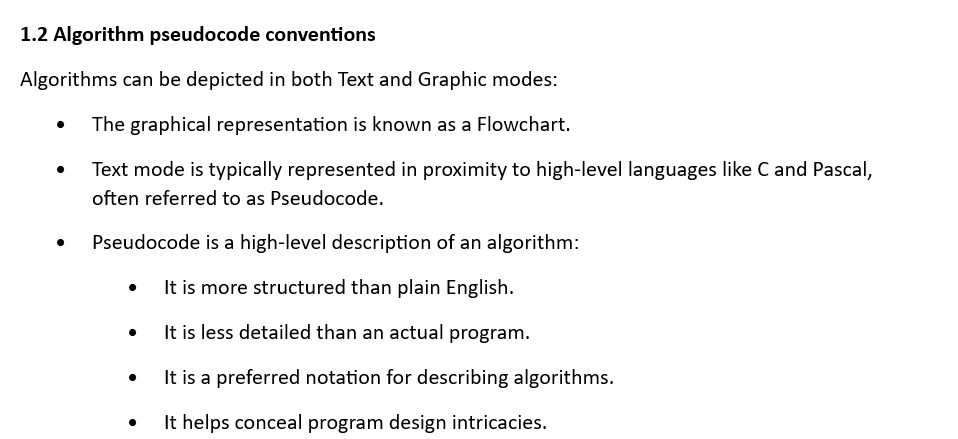 1.2 Algorithm pseudocode conventions
Algorithms can be depicted in both Text and Graphic modes:
• The graphical representation is known as a Flowchart.
• Text mode is typically represented in proximity to high-level languages like C and Pascal,
often referred to as Pseudocode.
• Pseudocode is a high-level description of an algorithm:
• It is more structured than plain English.
• It is less detailed than an actual program.
• It is a preferred notation for describing algorithms.
• It helps conceal program design intricacies.